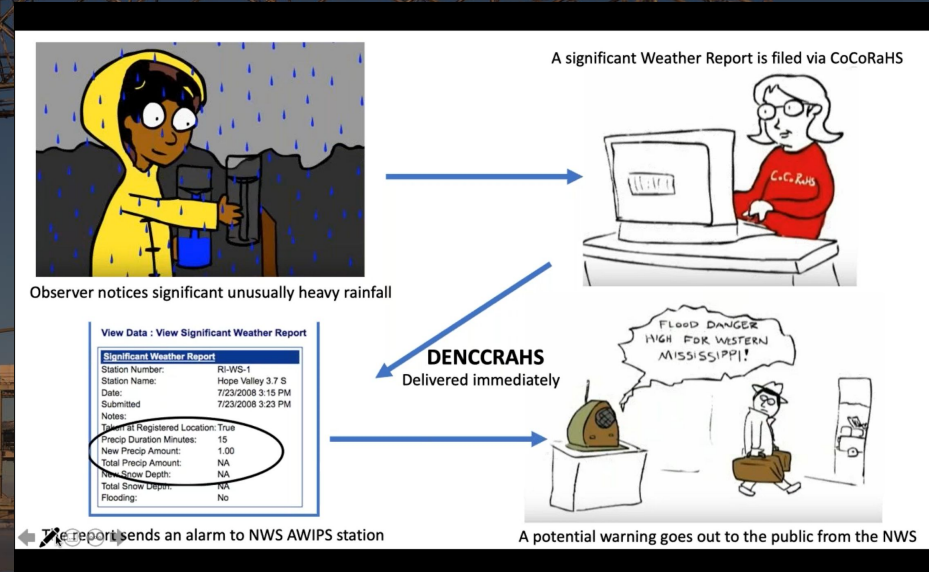 A significant Weather Report is filed via CoCoRaHS
CoCoRaHS
Observer notices significant unusually heavy rainfall
View Data : View Significant Weather Report
Significant Weather Report
Station Number: RI-WS-1
Station Name: Hope Valley 3.7 S
Date: 7/23/2008 3:15 PM
Submitted 7/23/2008 3:23 PM
Notes:
Taken at Registered Location: True
Precip Duration Minutes: 15
New Precip Amount: 1.00
Total Precip Amount: NA
New Snow Depth: NA
Total Snow Depth: NA
Flooding: No
DENCCRAHS
Delivered immediately
FLOOD DANGER
HIGH FOR WESTERN
MISSISSIPPI!
The report sends an alarm to NWS AWIPS station
A potential warning goes out to the public from the NWS